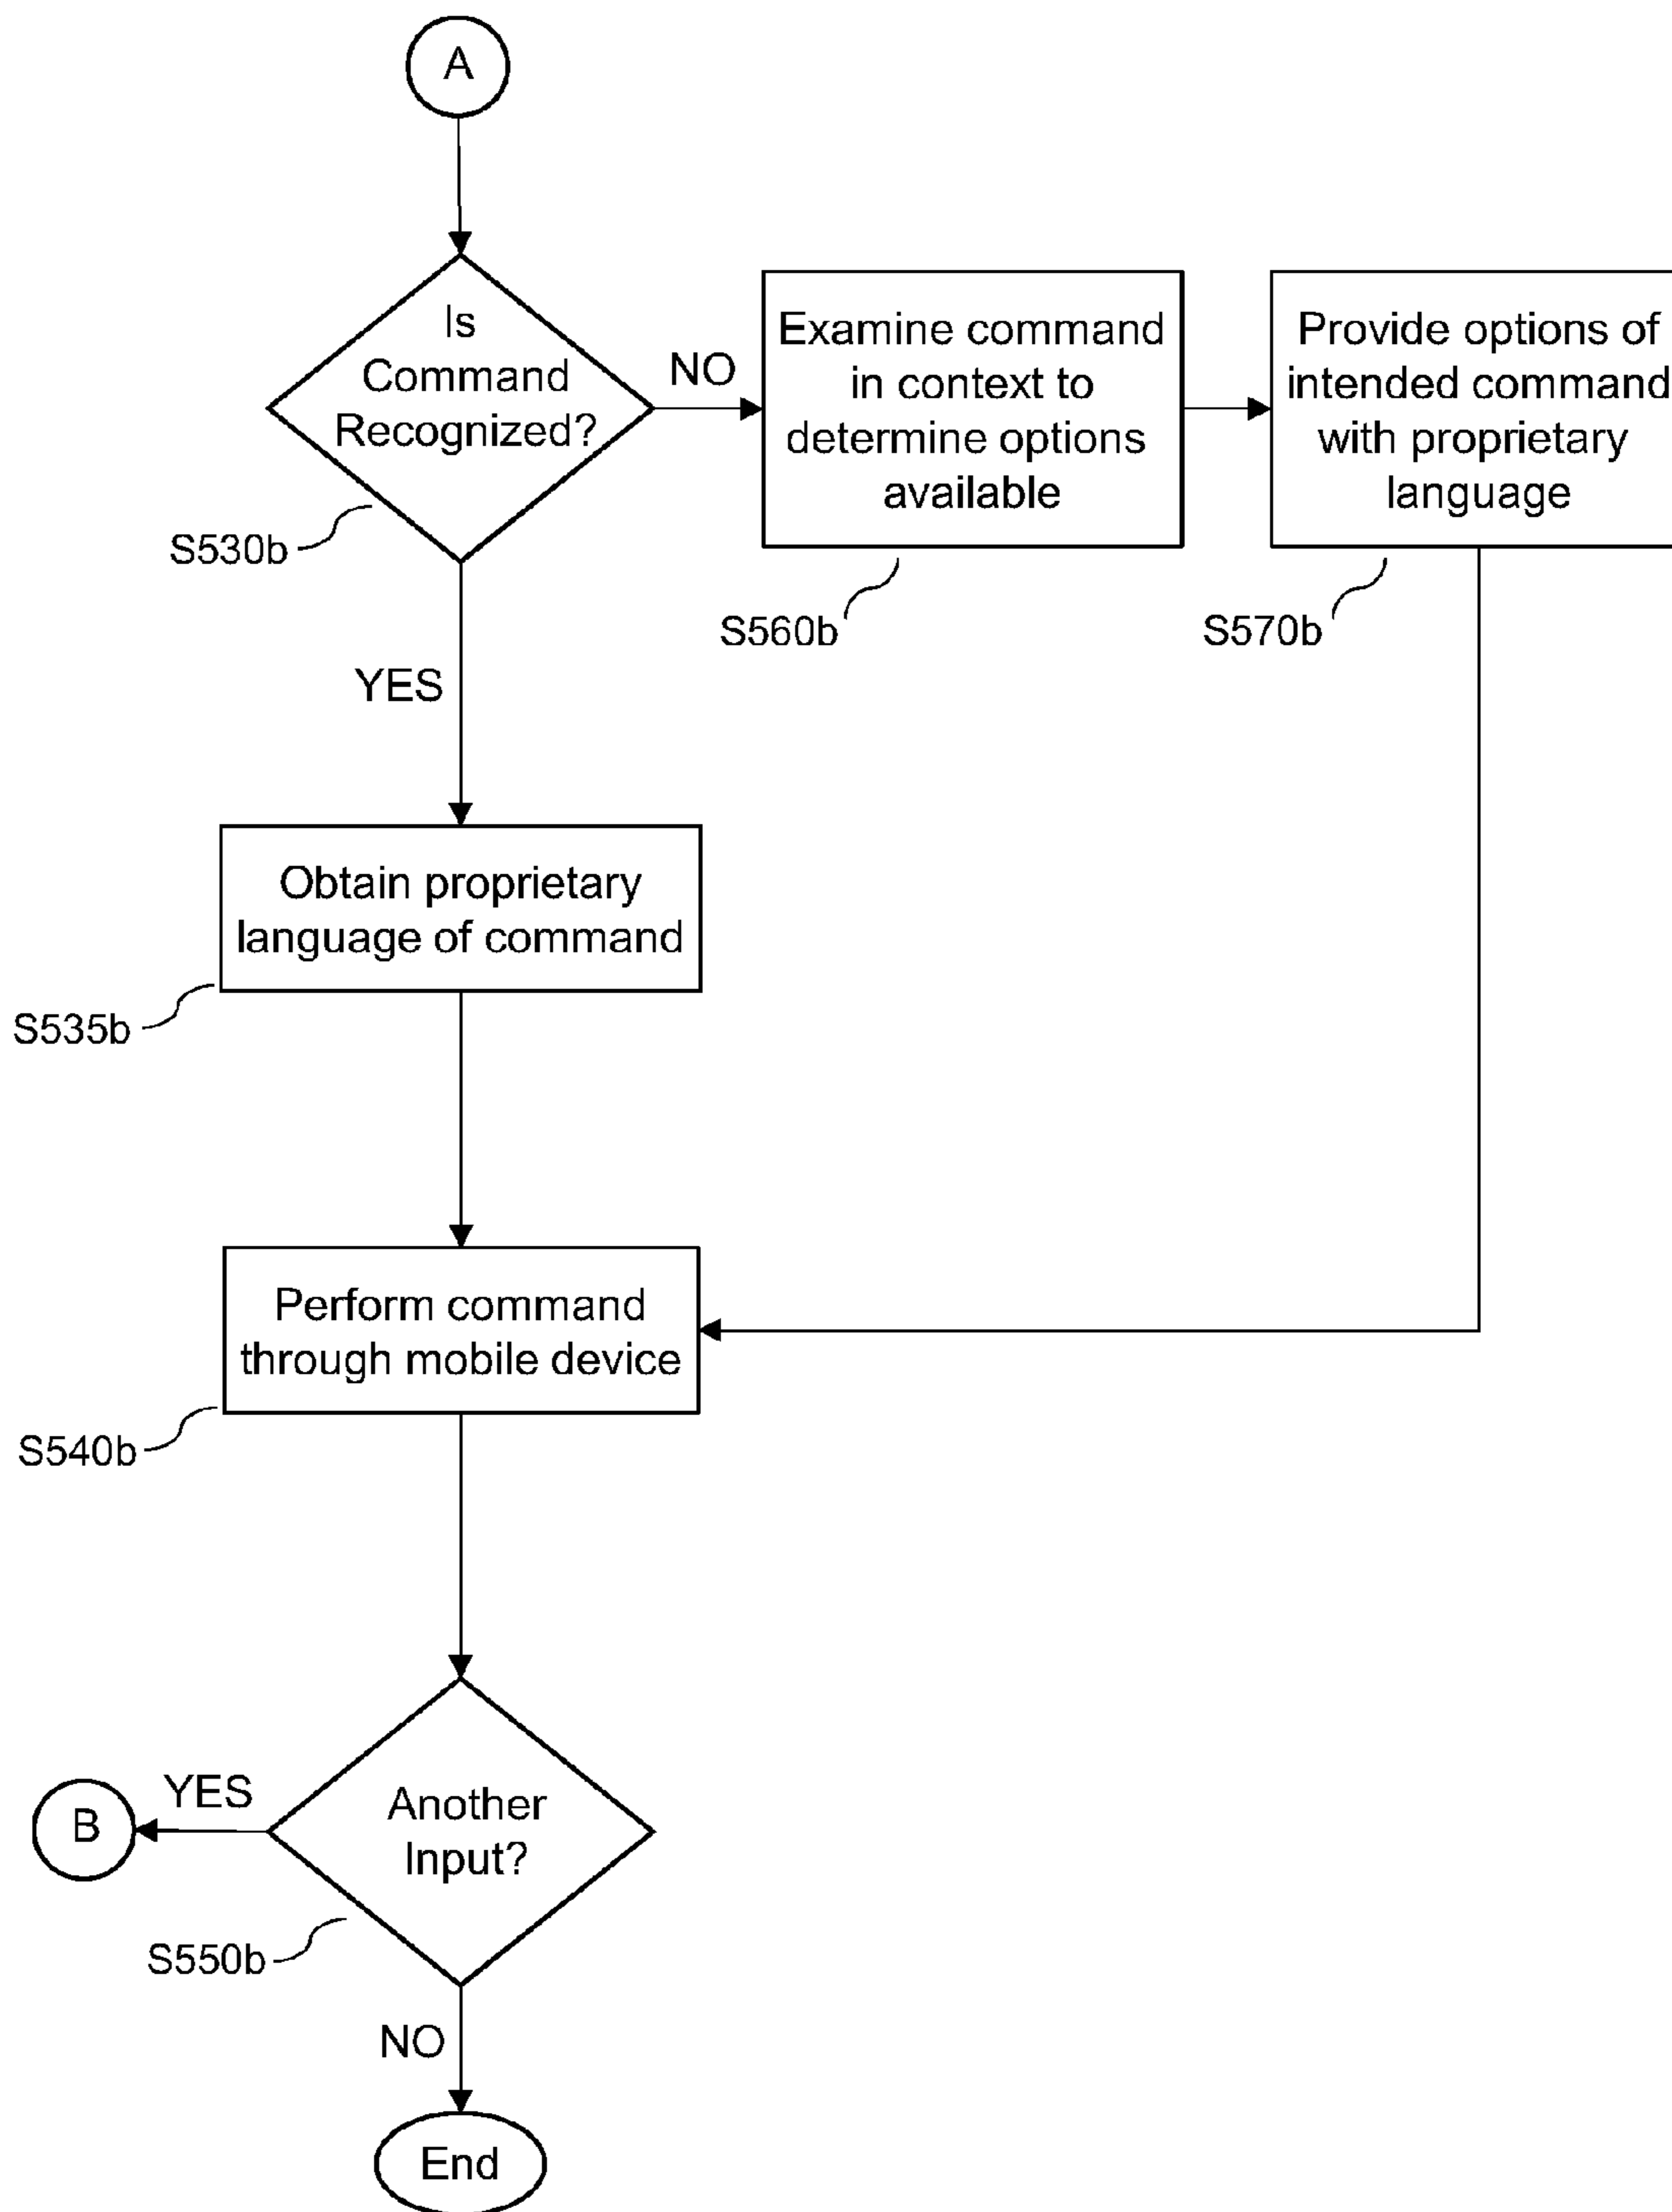 A
Is
Command
Recognized?
NO
Examine command
in context to
determine options
available
Provide options of
intended command
with proprietary
language
S530b
S560b
S570b
YES
Obtain proprietary
language of command
S535b
Perform command
through mobile device
S540b
Another
Input?
YES
B
S550b
NO
End